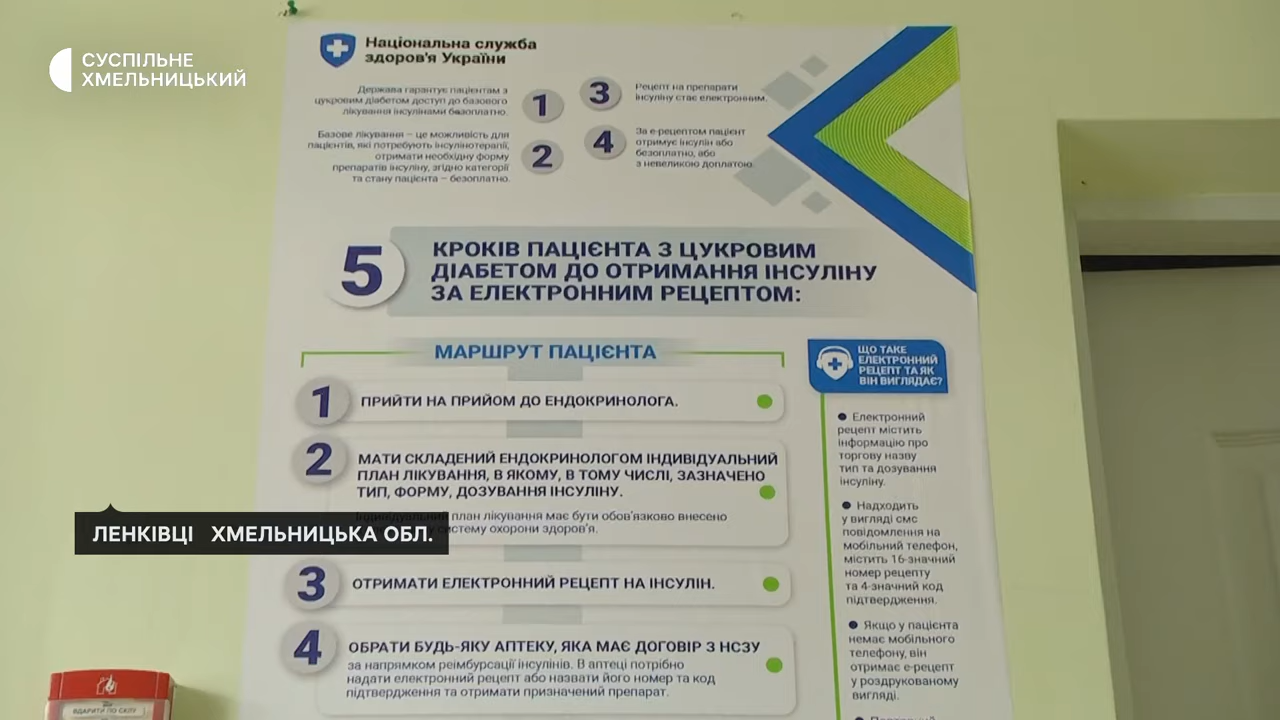 СУСПІЛЬНЕ
ХМЕЛЬНИЦЬКИЙ
Національна служба
здоров'я України
Держава гарантує пацієнтам з
цукровим діабетом доступ до базового
лікування інсулінами безоплатно.
1
Базове лікування – це можливість для
пацієнтів, які потребують інсулінотерапії,
отримати необхідну форму
препаратів інсуліну, згідно категорії
та стану пацієнта – безоплатно.
2
3
Рецепт на препарати
інсуліну стає електронним.
4
За е-рецептом пацієнт
отримує інсулін або
безоплатно, або
з невеликою доплатою.
5
КРОКІВ ПАЦІЄНТА З ЦУКРОВИМ
ДІАБЕТОМ ДО ОТРИМАННЯ ІНСУЛІНУ
ЗА ЕЛЕКТРОННИМ РЕЦЕПТОМ:
МАРШРУТ ПАЦІЄНТА
1
ПРИЙТИ НА ПРИЙОМ ДО ЕНДОКРИНОЛОГА.
2
МАТИ СКЛАДЕНИЙ ЕНДОКРИНОЛОГОМ ІНДИВІДУАЛЬНИЙ
ПЛАН ЛІКУВАННЯ, В ЯКОМУ, В ТОМУ ЧИСЛІ, ЗАЗНАЧЕНО
ТИП, ФОРМУ, ДОЗУВАННЯ ІНСУЛІНУ.
Індивідуальний план лікування має бути обов'язково внесено
систему охорони здоров'я.
3
ОТРИМАТИ ЕЛЕКТРОННИЙ РЕЦЕПТ НА ІНСУЛІН.
4
ОБРАТИ БУДЬ-ЯКУ АПТЕКУ, ЯКА МАЄ ДОГОВІР З НСЗУ
за напрямком реімбурсації інсулінів. В аптеці потрібно
надати електронний рецепт або назвати його номер та код
підтвердження та отримати призначений препарат.
ЩО ТАКЕ
ЕЛЕКТРОННИЙ
РЕЦЕПТ ТА ЯК
ВІН ВИГЛЯДАЄ?
● Електронний
рецепт містить
інформацію про
торгову назву
тип та дозування
інсуліну.
● Надходить
у вигляді смс
повідомлення на
мобільний телефон,
містить 16-значний
номер рецепту
та 4-значний код
підтвердження.
● Якщо у пацієнта
немає мобільного
телефону, він
отримає е-рецепт
у роздрукованому
вигляді.
ЛЕНКІВЦІ ХМЕЛЬНИЦЬКА ОБЛ.
ВДАРИТИ ПО СКЛУ